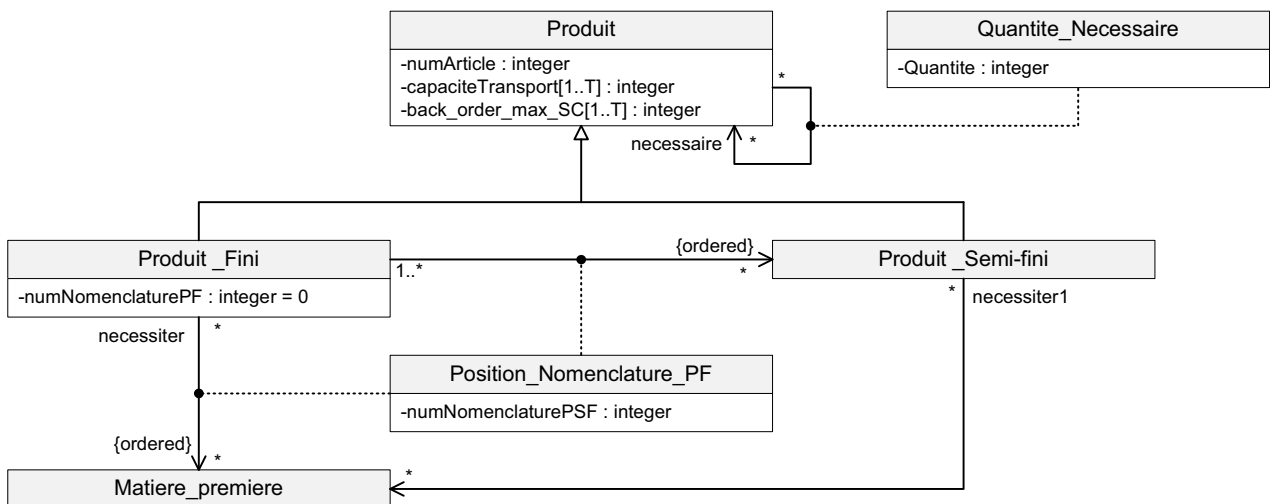 Produit
-numArticle : integer
-capaciteTransport[1..T] : integer
-back_order_max_SC[1..T] : integer
Quantite_Necessaire
-Quantite : integer
*
necessaire
*
Produit _Fini
-numNomenclaturePF : integer = 0
1..*
{ordered}
*
Produit _Semi-fini
necessiter
*
*
necessiter1
Position_Nomenclature_PF
-numNomenclaturePSF : integer
{ordered}
*
*
Matiere_premiere